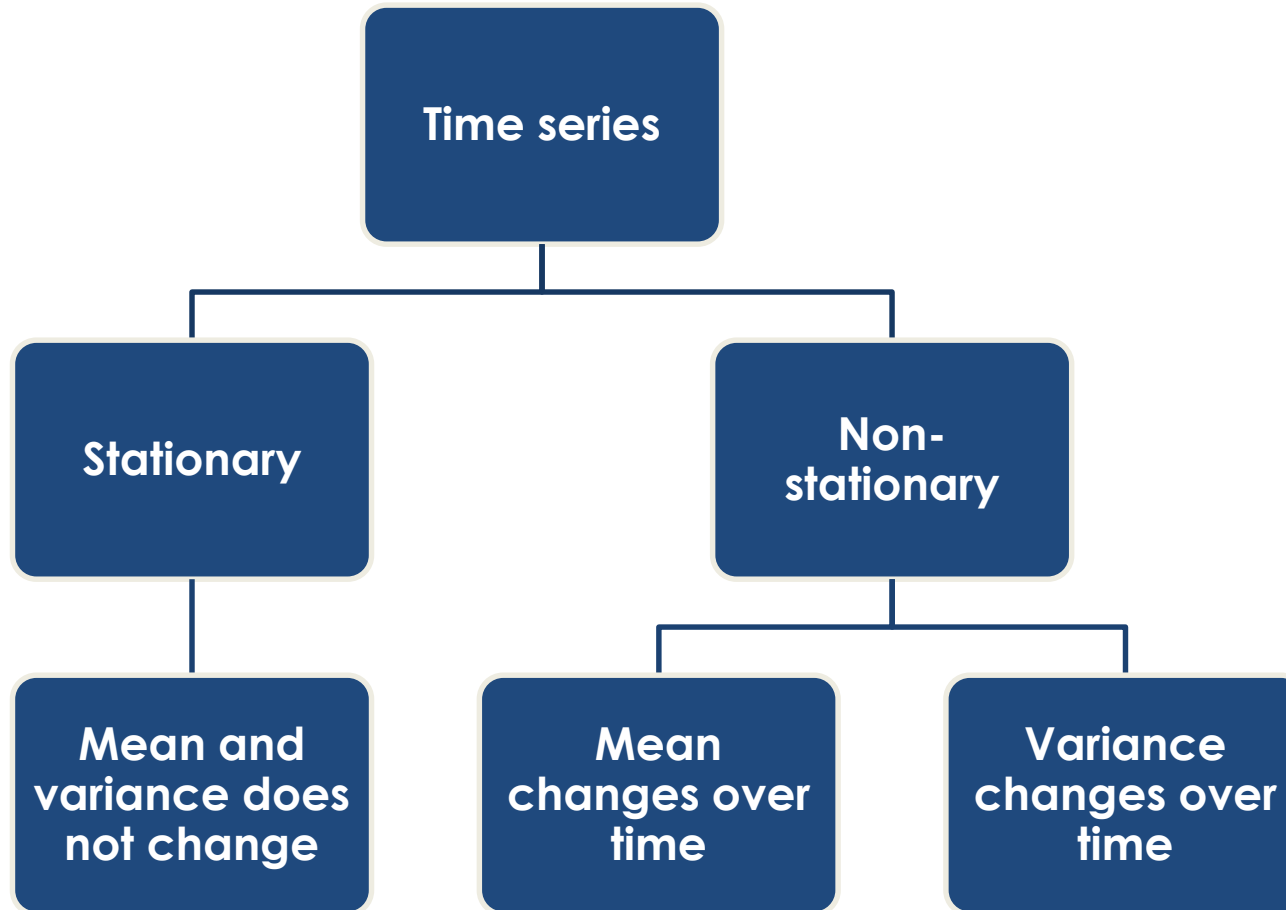 Time series
Stationary
Non-
stationary
Mean and
variance does
not change
Mean
changes over
time
Variance
changes over
time